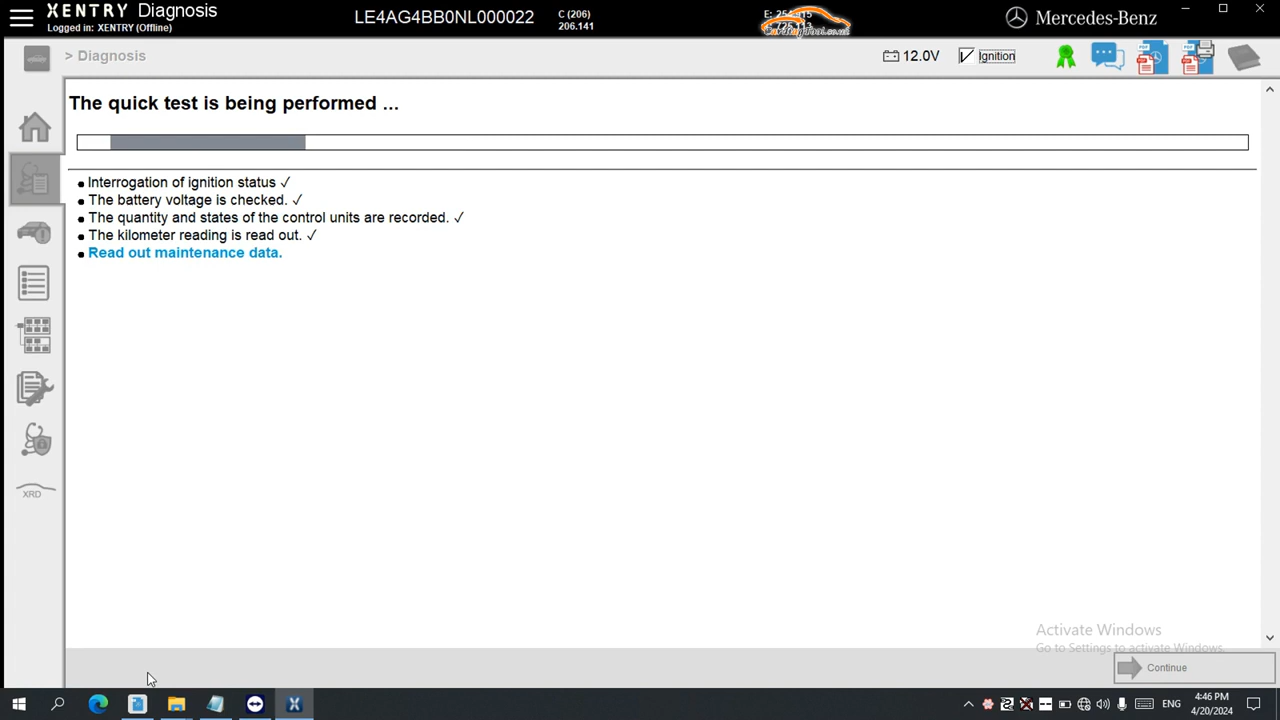 XENTRY Diagnosis
Logged in: XENTRY (Offline)
LE4AG4BB0NL000022
C (206)
206.141
Mercedes-Benz
> Diagnosis
12.0V
Ignition
The quick test is being performed ...
• Interrogation of ignition status ✓
• The battery voltage is checked. ✓
• The quantity and states of the control units are recorded. ✓
• The kilometer reading is read out. ✓
• Read out maintenance data.
XRD
Activate Windows
Go to Settings to activate Windows.
Continue
ENG
4:46 PM
4/20/2024